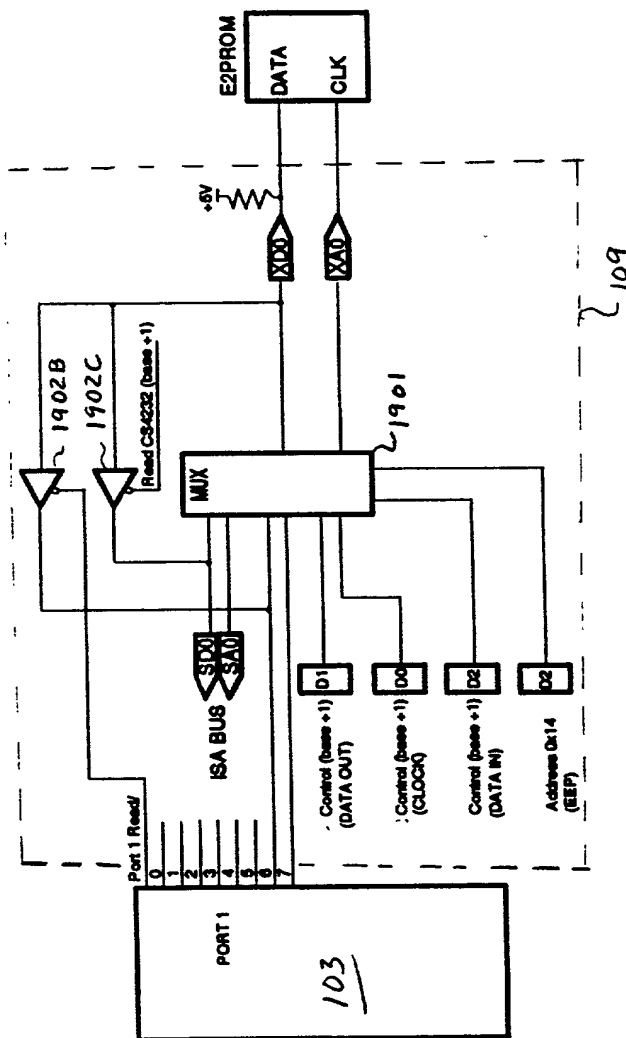 E2PROM
DATA
CLK
+5V
XD0
XA0
109
1902B
1902C
Read CS4232 (base +1)
MUX
1901
SD0
SA0
ISA BUS
D1
Control (base +1)
(DATA OUT)
D0
Control (base +1)
(CLOCK)
D2
Control (base +1)
(DATA IN)
D2
Address 0x14
(EEP)
Port 1 Read/
0
1
2
3
4
5
6
7
PORT 1
103